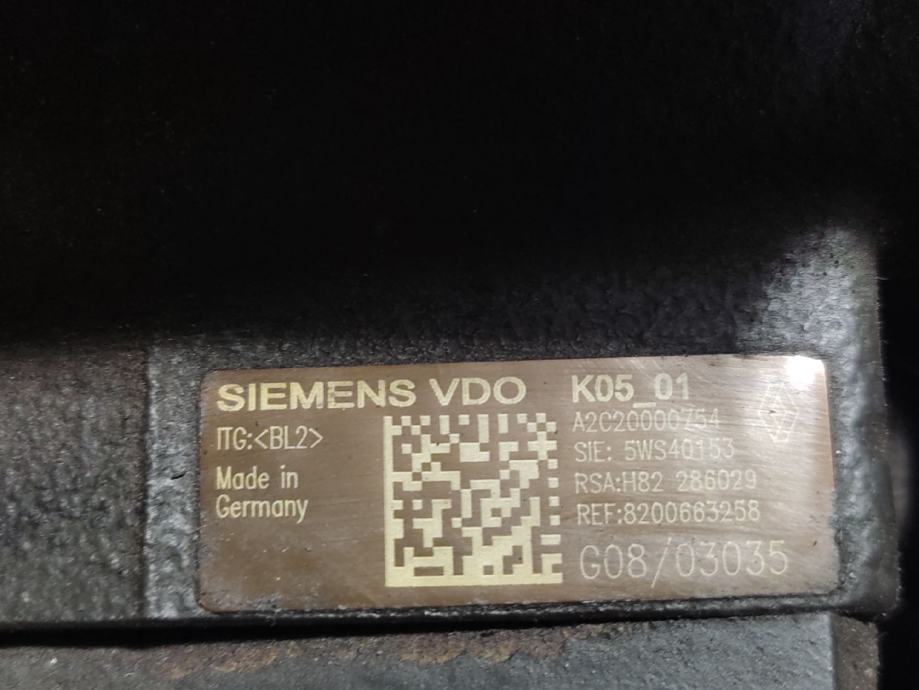 SIEMENS VDO K05_01
ITG:<BL2>
Made in
Germany
A2C20000754
SIE: 5WS40153
RSA:H82 286029
REF:8200663258
G08/03035